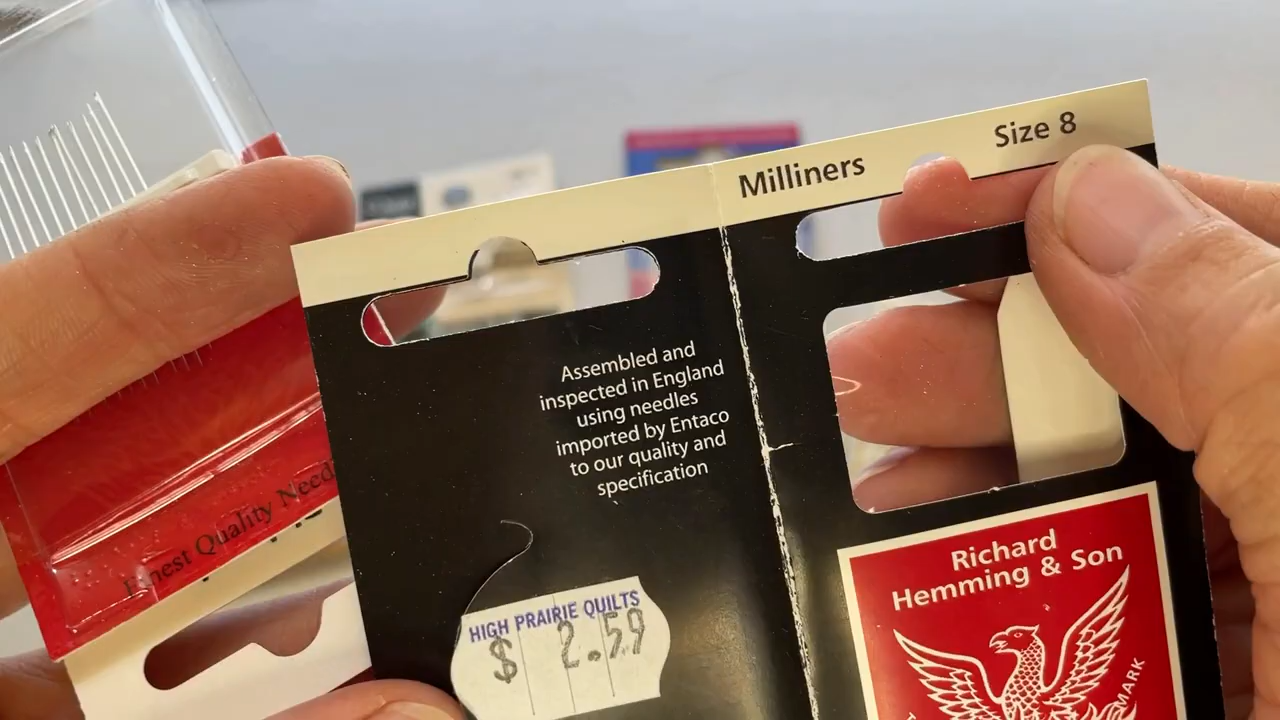 Milliners
Size 8
Assembled and
inspected in England
using needles
imported by Entaco
to our quality and
specification
HIGH PRAIRIE QUILTS
$ 2.59
Richard
Hemming & Son
MARK
Finest Quality Need